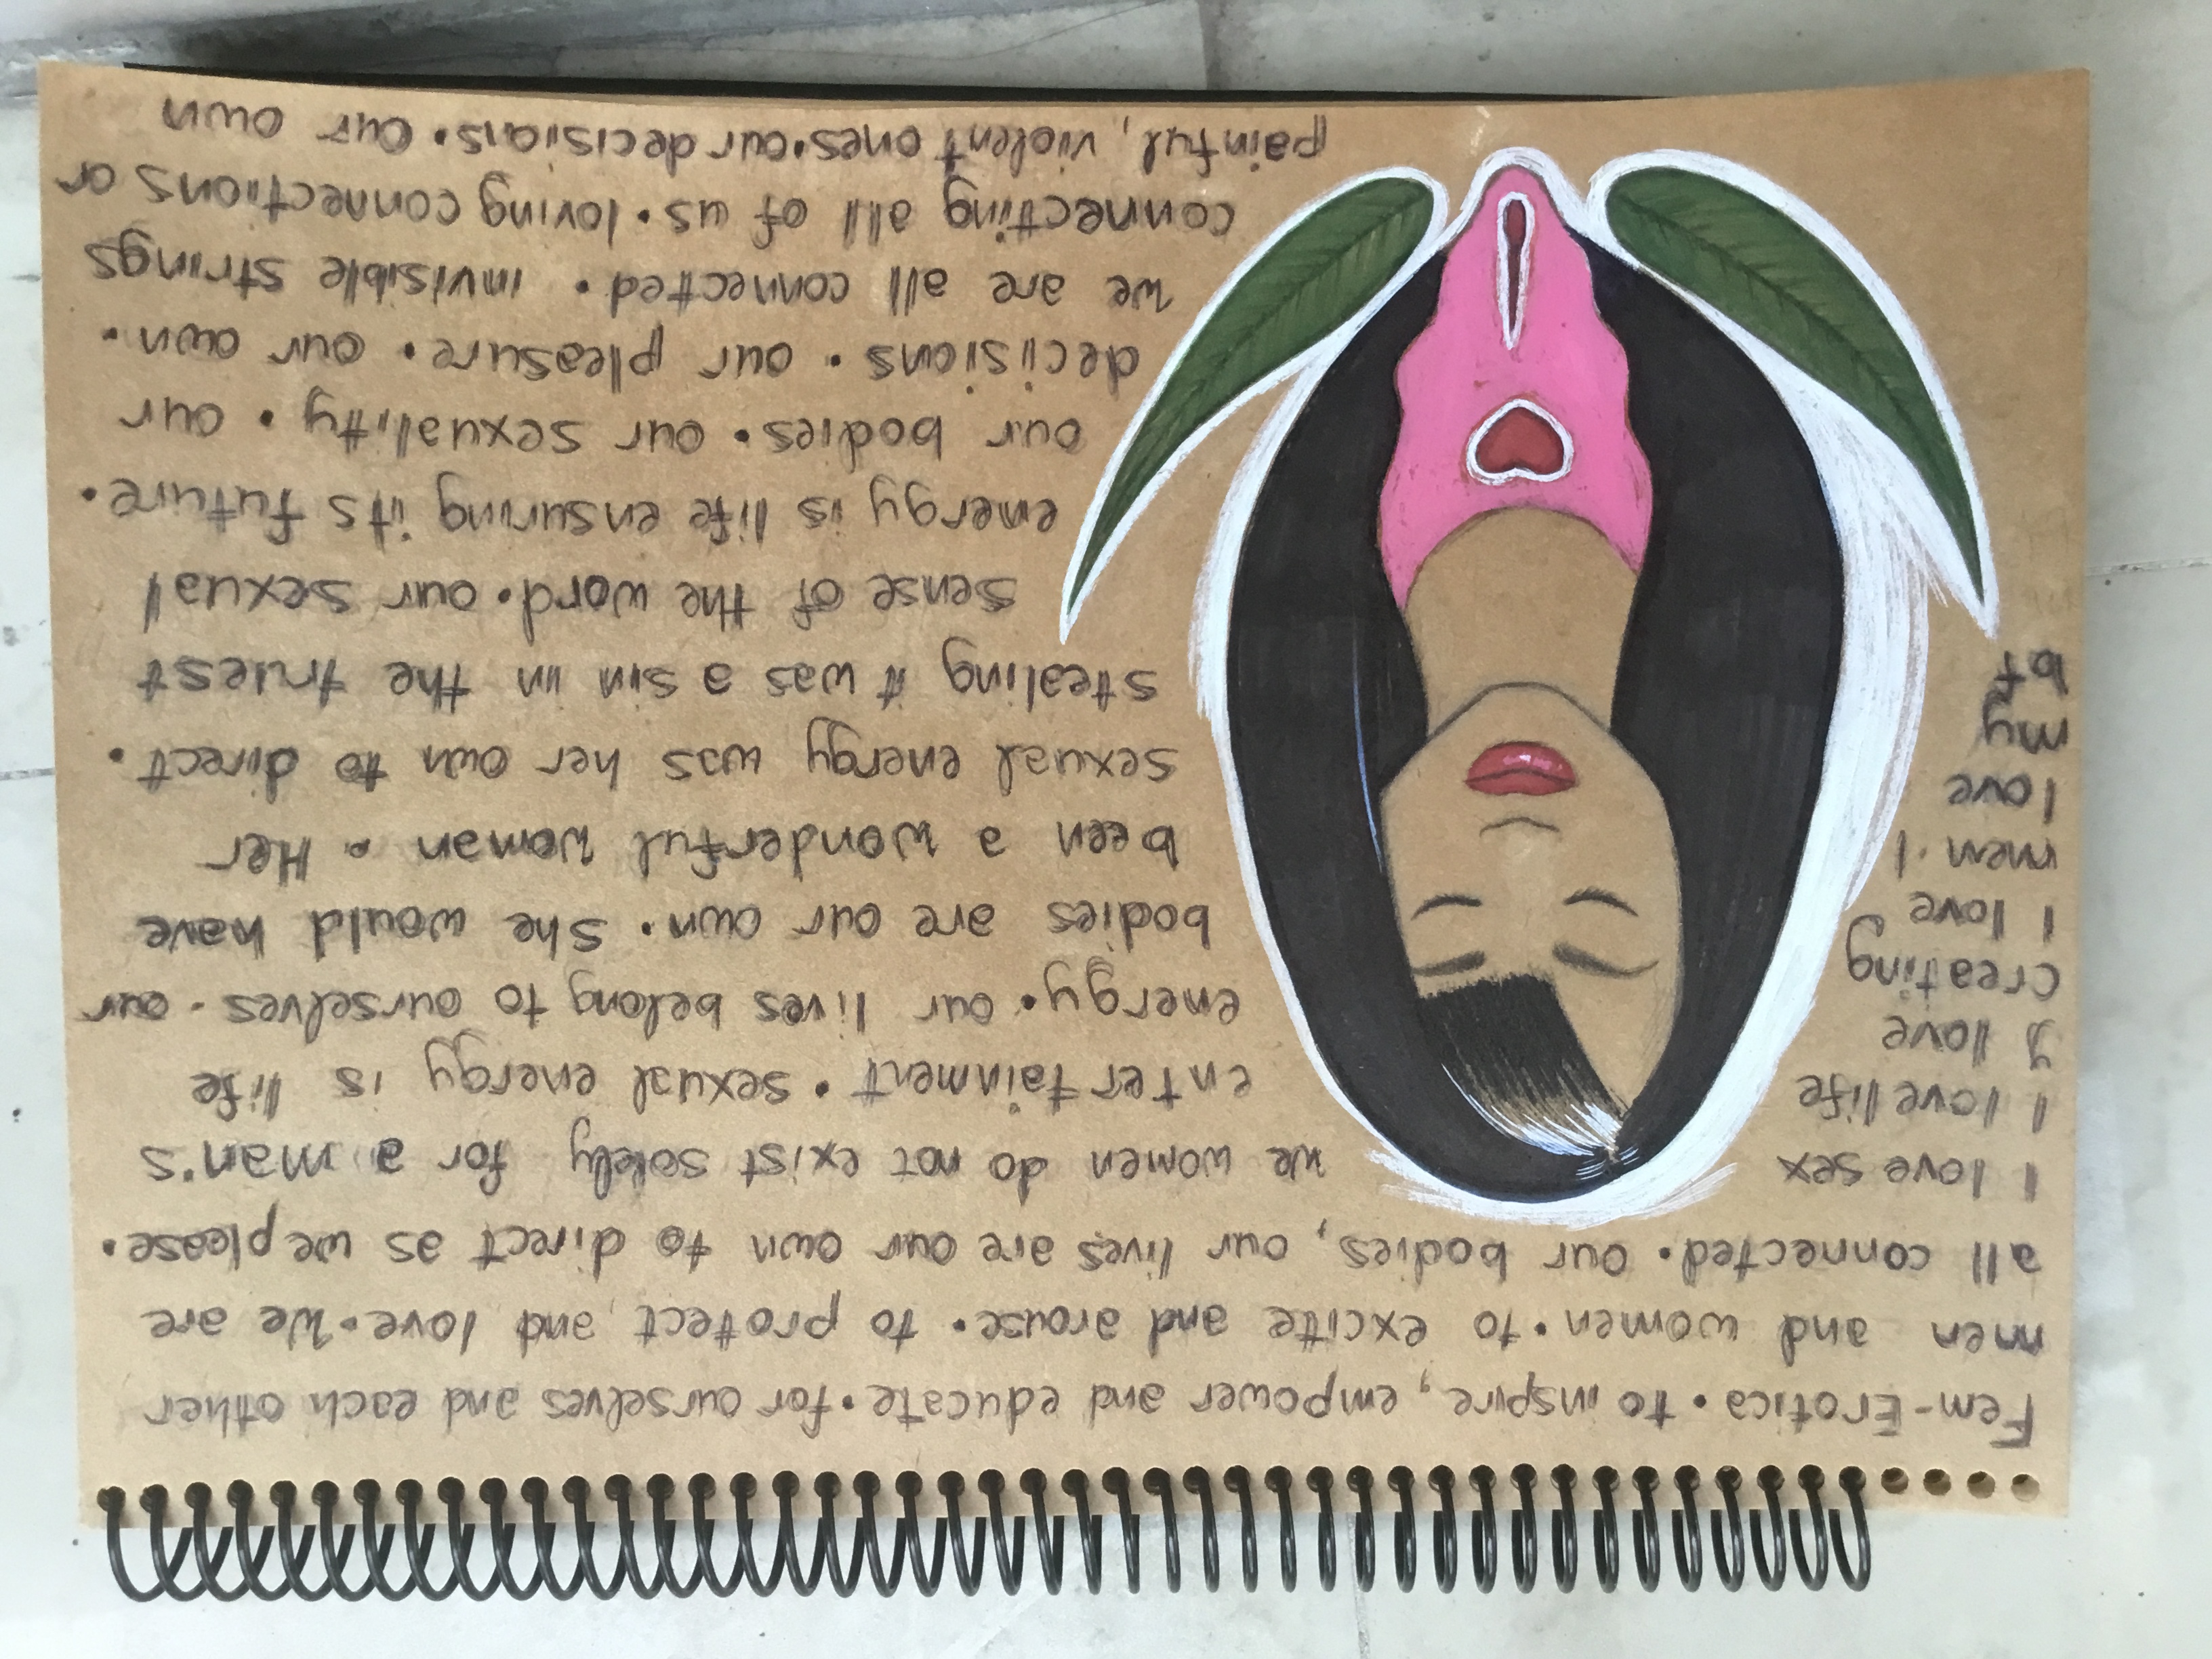 Fem-Erotica • to inspire, empower and educate • for ourselves and each other
men and women • to excite and arouse • to protect and love • We are
all connected • our bodies, our lives are our own to direct as we please •
I love sex
I love life
I love
creating
I love
men • I
love
my
bf
we women do not exist solely for a man's
entertainment • sexual energy is life
energy • our lives belong to ourselves • our
bodies are our own • She would have
been a wonderful woman • Her
sexual energy was her own to direct •
stealing it was a sin in the truest
sense of the word • our sexual
energy is life ensuring its future •
our bodies • our sexuality • our
decisions • our pleasure • our own •
we are all connected • invisible strings
connecting all of us • loving connections or
painful, violent ones • our decisions • our own